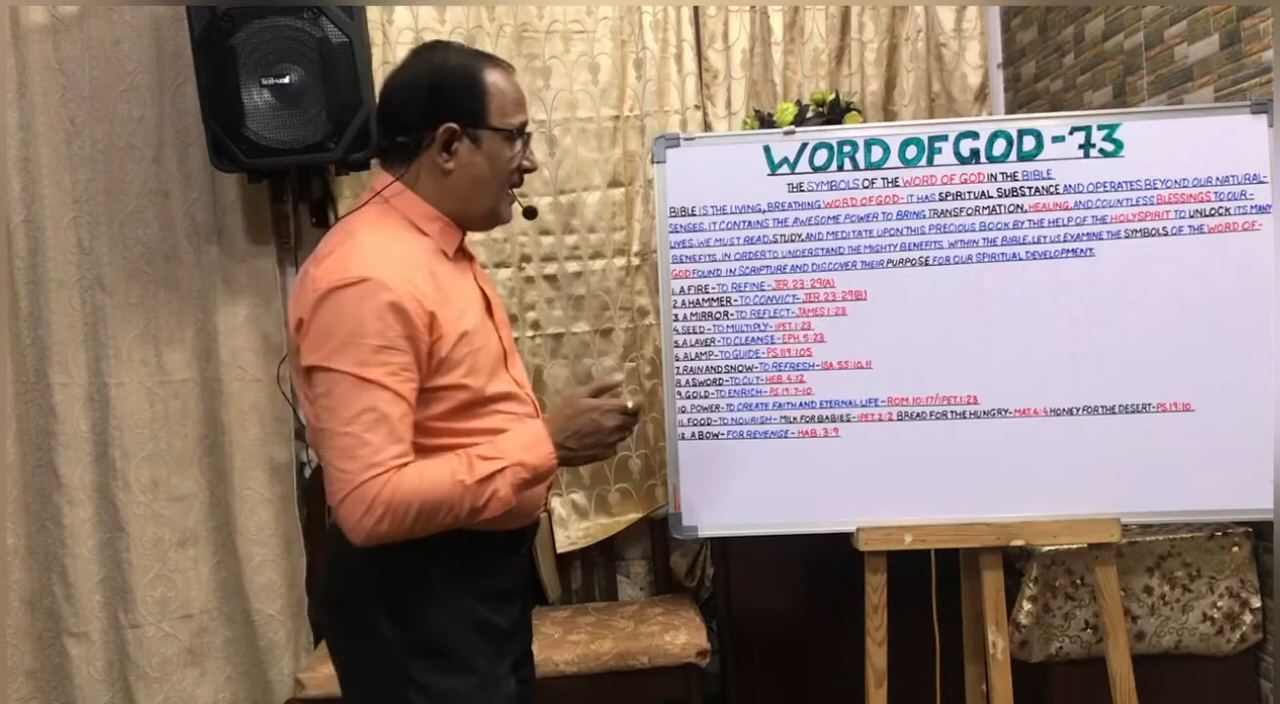 WORD OF GOD-73
THE SYMBOLS OF THE WORD OF GOD IN THE BIBLE
BIBLE IS THE LIVING, BREATHING WORD OF GOD-IT HAS SPIRITUAL SUBSTANCE AND OPERATES BEYOND OUR NATURAL-
SENSES. IT CONTAINS THE AWESOME POWER TO BRING TRANSFORMATION, HEALING, AND COUNTLESS BLESSINGS TO OUR-
LIVES. WE MUST READ, STUDY, AND MEDITATE UPON THIS PRECIOUS BOOK BY THE HELP OF THE HOLYSPIRIT TO UNLOCK ITS MANY
BENEFITS. IN ORDER TO UNDERSTAND THE MIGHTY BENEFITS WITHIN THE BIBLE, LET US EXAMINE THE SYMBOLS OF THE WORD OF-
GOD FOUND IN SCRIPTURE AND DISCOVER THEIR PURPOSE FOR OUR SPIRITUAL DEVELOPMENT.
1. A FIRE-TO REFINE-JER.23:29(A)
2. A HAMMER-TO CONVICT-JER.23:29(B)
3. A MIRROR-TO REFLECT-JAMES 1:23
4. SEED-TO MULTIPLY-1PET.1:23
5. A LAVER-TO CLEANSE-EPH.5:23
6. A LAMP-TO GUIDE-PS.119:105
7. RAIN AND SNOW-TO REFRESH-ISA.55:10,11
8. A SWORD-TO CUT-HEB.4:12
9. GOLD-TO ENRICH-PS.19:7-10
10. POWER-TO CREATE FAITH AND ETERNAL LIFE-ROM.10:17/1PET.1:23
11. FOOD-TO NOURISH-MILK FOR BABIES-1PET.2:2 BREAD FOR THE HUNGRY-MAT.4:4 HONEY FOR THE DESERT-PS.19:10
12. A BOW-FOR REVENGE-HAB.3:9